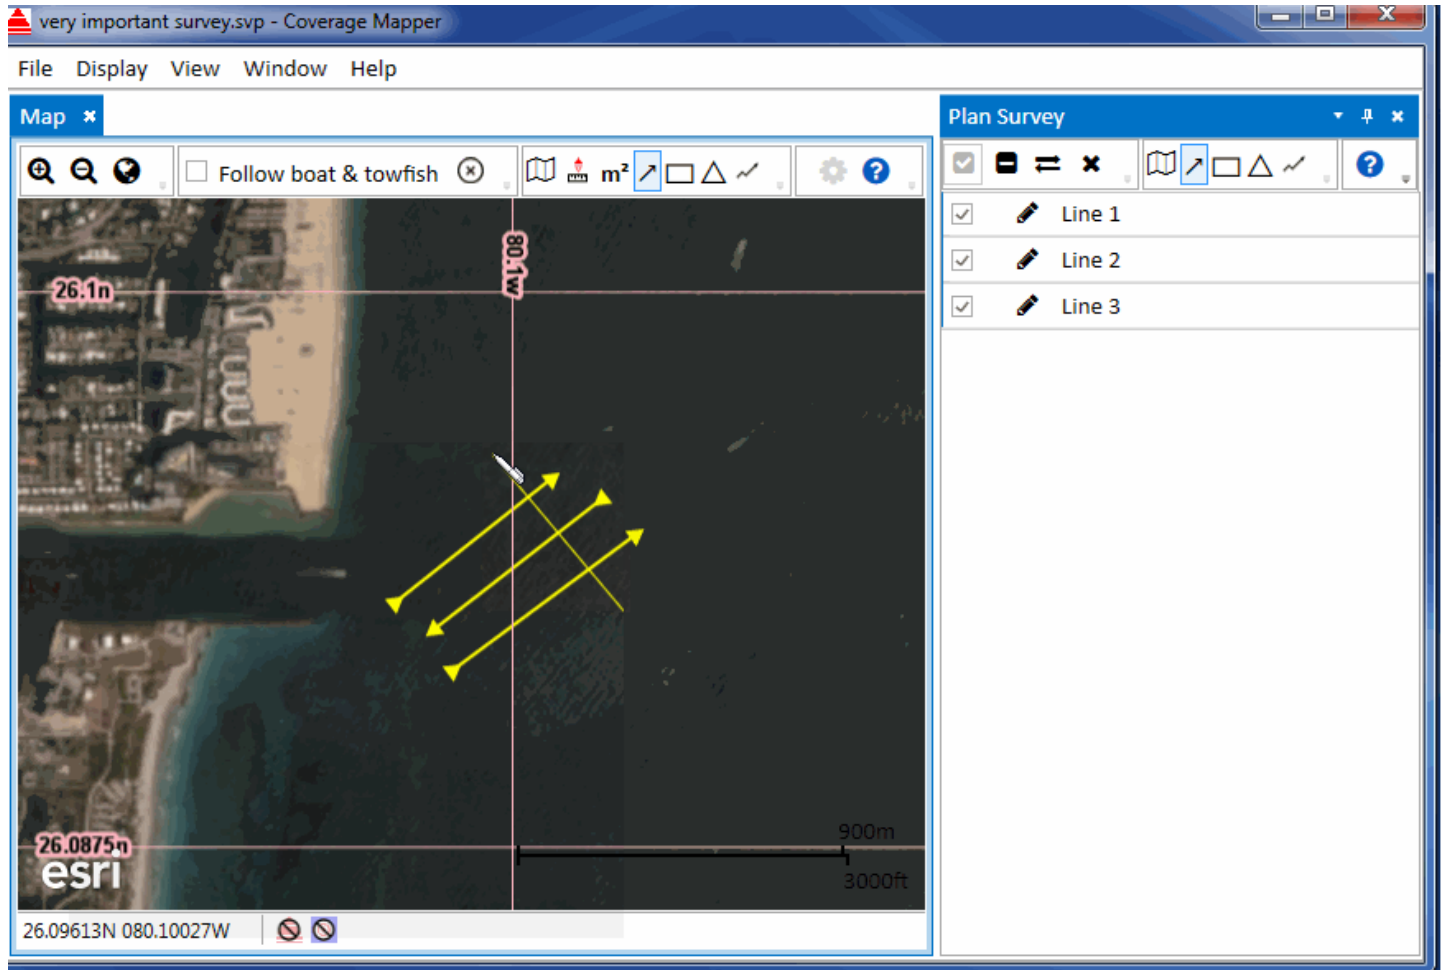 very important survey.svp - Coverage Mapper
File Display View Window Help
Map
Plan Survey
Follow boat & towfish
m²
Line 1
Line 2
Line 3
80.1w
26.1n
26.0875n
esri
900m
3000ft
26.09613N 080.10027W